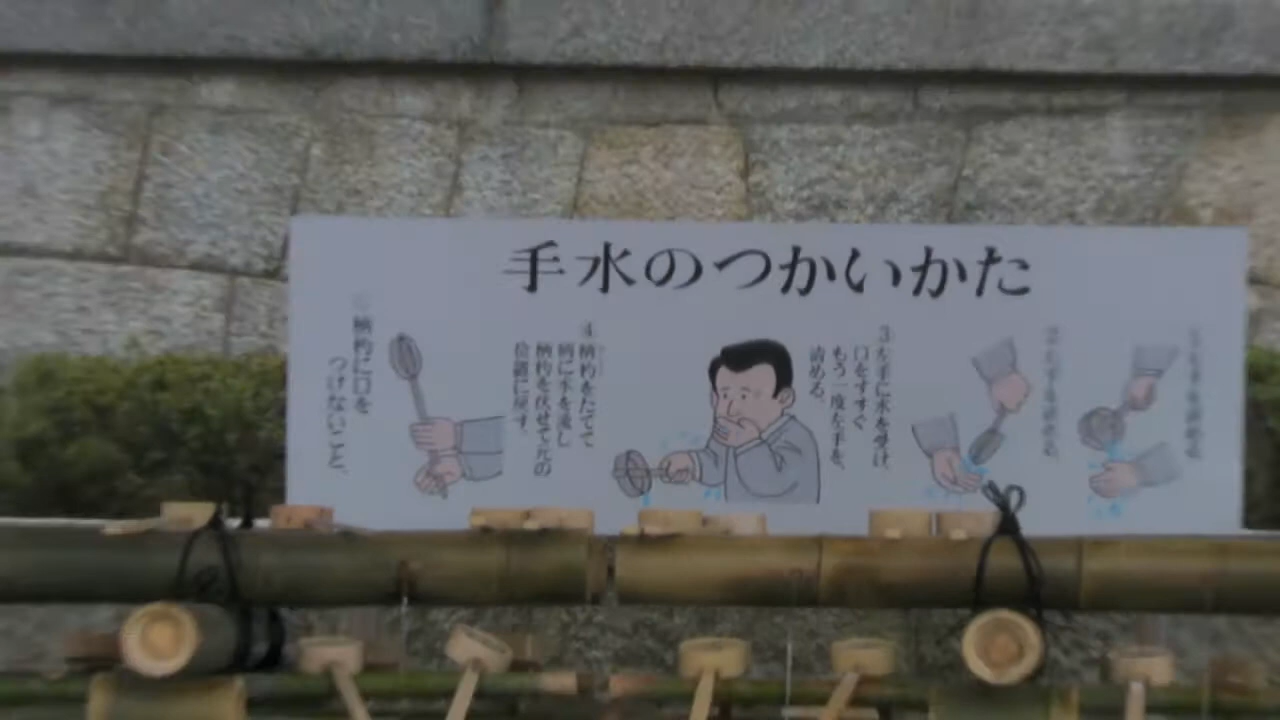 手水のつかいかた
3 左手に水を受け、
口をすすぐ
もう一度左手を、
清める。
4 柄杓をたてて
柄に水を流し
柄杓を伏せて元の
位置に戻す。
柄杓に口を
つけないこと。